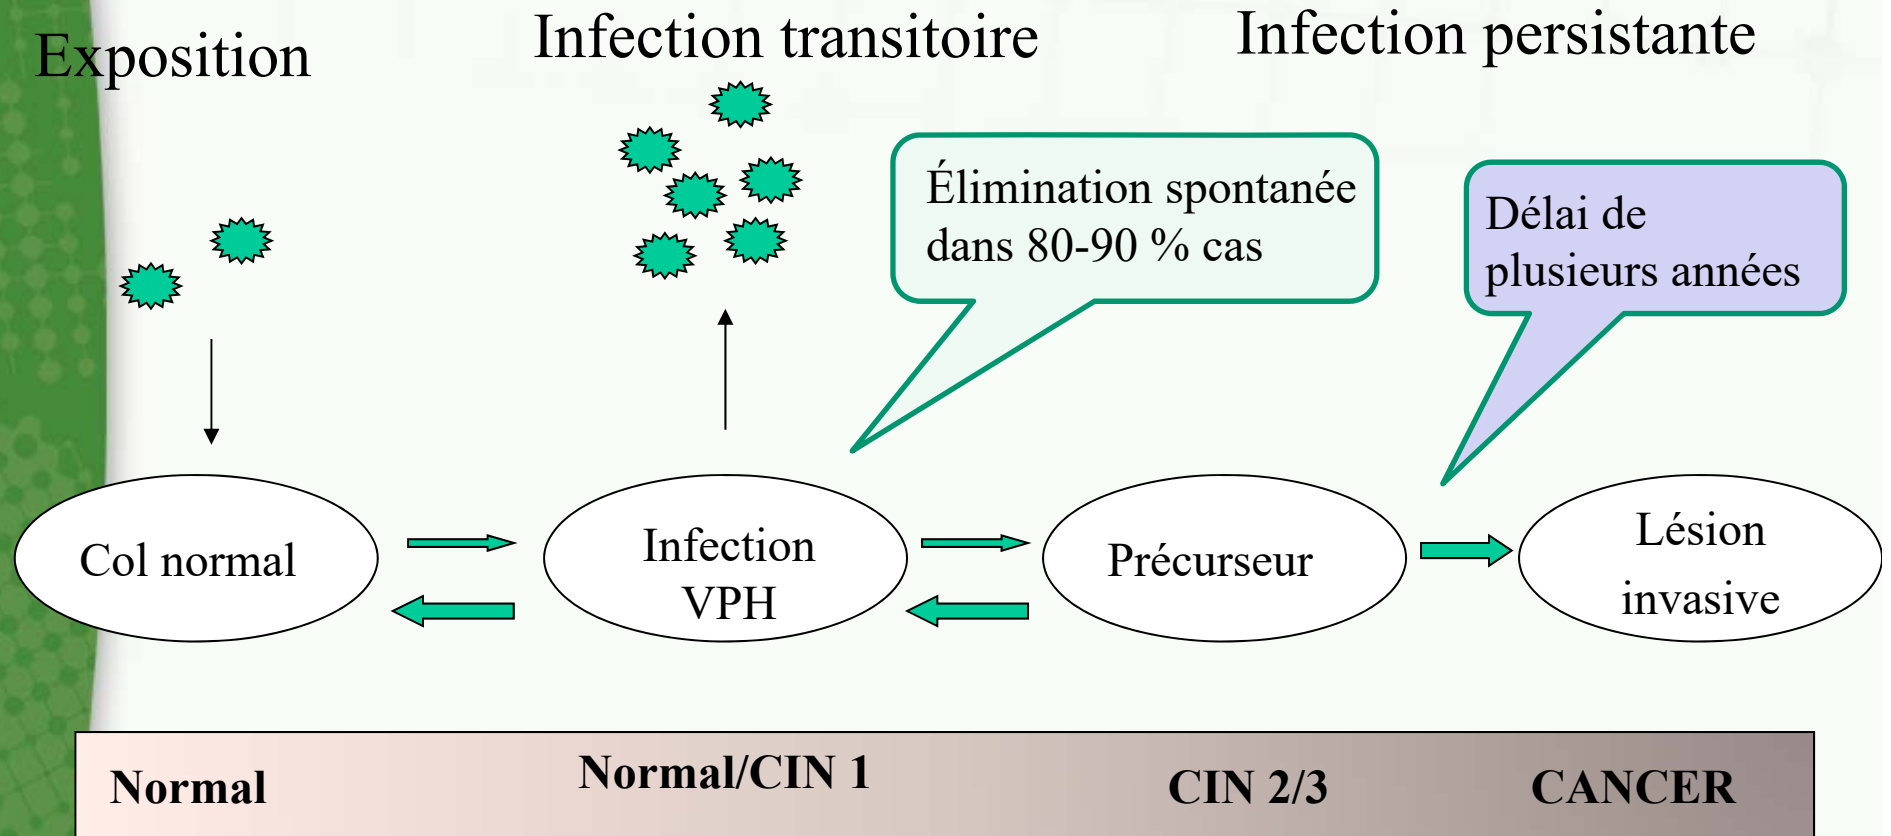 Exposition
Infection transitoire
Infection persistante
Élimination spontanée
dans 80-90 % cas
Délai de
plusieurs années
Col normal
Infection
VPH
Précurseur
Lésion
invasive
Normal
Normal/CIN 1
CIN 2/3
CANCER